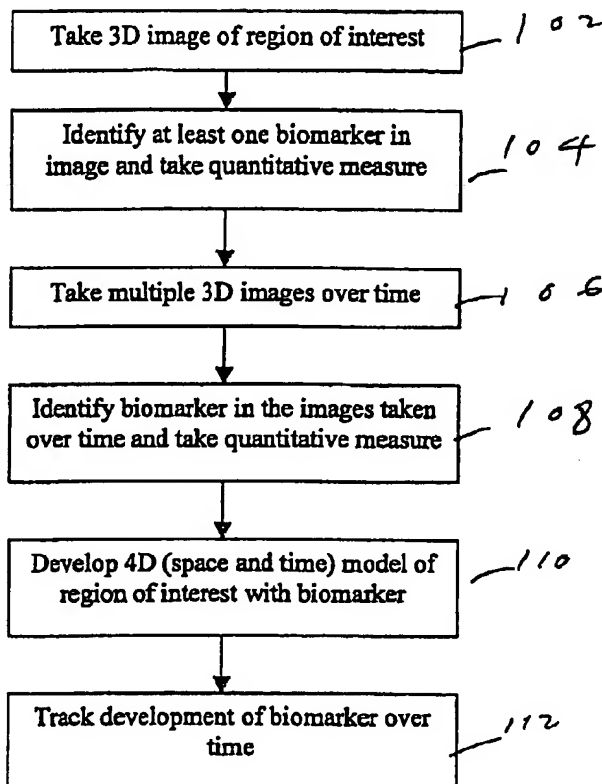 Take 3D image of region of interest
102
Identify at least one biomarker in
image and take quantitative measure
104
Take multiple 3D images over time
106
Identify biomarker in the images taken
over time and take quantitative measure
108
Develop 4D (space and time) model of
region of interest with biomarker
110
Track development of biomarker over
time
112